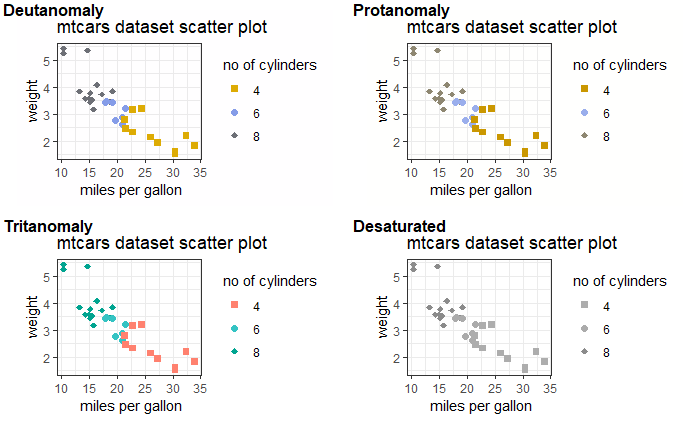 Deutanomaly
mtcars dataset scatter plot
weight
5
4
3
2
10 15 20 25 30 35
miles per gallon
no of cylinders
4
6
8
Protanomaly
mtcars dataset scatter plot
weight
5
4
3
2
10 15 20 25 30 35
miles per gallon
no of cylinders
4
6
8
Tritanomaly
mtcars dataset scatter plot
weight
5
4
3
2
10 15 20 25 30 35
miles per gallon
no of cylinders
4
6
8
Desaturated
mtcars dataset scatter plot
weight
5
4
3
2
10 15 20 25 30 35
miles per gallon
no of cylinders
4
6
8